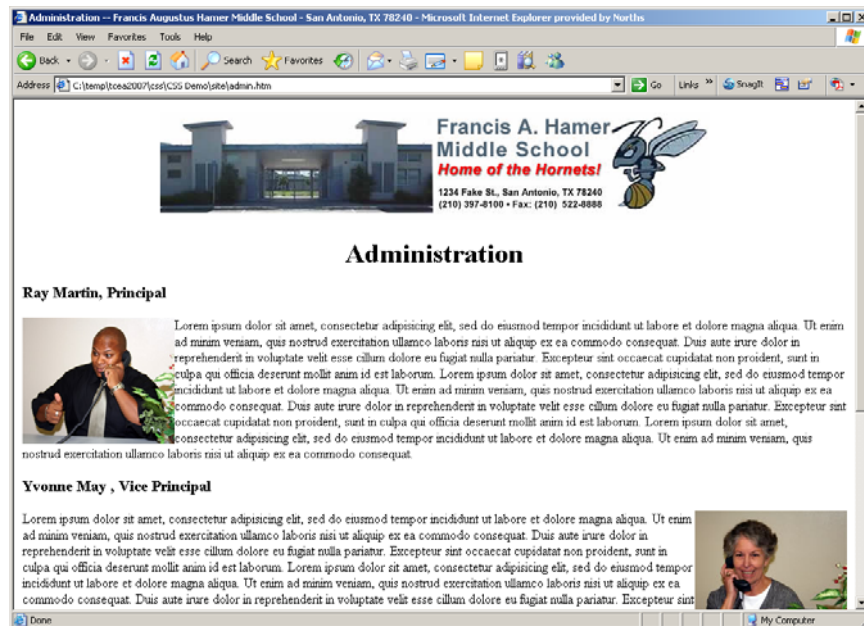 Administration -- Francis Augustus Hamer Middle School - San Antonio, TX 78240 - Microsoft Internet Explorer provided by Norths
File Edit View Favorites Tools Help
Back Search Favorites
Address C:\temp\tcea2007\css\CSS Demo\site\admin.htm Go Links » SnagIt
Francis A. Hamer
Middle School
Home of the Hornets!
1234 Fake St., San Antonio, TX 78240
(210) 397-8100 • Fax: (210) 522-8888
Administration
Ray Martin, Principal
Lorem ipsum dolor sit amet, consectetur adipisicing elit, sed do eiusmod tempor incididunt ut labore et dolore magna aliqua. Ut enim
ad minim veniam, quis nostrud exercitation ullamco laboris nisi ut aliquip ex ea commodo consequat. Duis aute irure dolor in
reprehenderit in voluptate velit esse cillum dolore eu fugiat nulla pariatur. Excepteur sint occaecat cupidatat non proident, sunt in
culpa qui officia deserunt mollit anim id est laborum. Lorem ipsum dolor sit amet, consectetur adipisicing elit, sed do eiusmod tempor
incididunt ut labore et dolore magna aliqua. Ut enim ad minim veniam, quis nostrud exercitation ullamco laboris nisi ut aliquip ex ea
commodo consequat. Duis aute irure dolor in reprehenderit in voluptate velit esse cillum dolore eu fugiat nulla pariatur. Excepteur sint
occaecat cupidatat non proident, sunt in culpa qui officia deserunt mollit anim id est laborum. Lorem ipsum dolor sit amet,
consectetur adipisicing elit, sed do eiusmod tempor incididunt ut labore et dolore magna aliqua. Ut enim ad minim veniam, quis
nostrud exercitation ullamco laboris nisi ut aliquip ex ea commodo consequat.
Yvonne May , Vice Principal
Lorem ipsum dolor sit amet, consectetur adipisicing elit, sed do eiusmod tempor incididunt ut labore et dolore magna aliqua. Ut enim
ad minim veniam, quis nostrud exercitation ullamco laboris nisi ut aliquip ex ea commodo consequat. Duis aute irure dolor in
reprehenderit in voluptate velit esse cillum dolore eu fugiat nulla pariatur. Excepteur sint occaecat cupidatat non proident, sunt in
culpa qui officia deserunt mollit anim id est laborum. Lorem ipsum dolor sit amet, consectetur adipisicing elit, sed do eiusmod tempor
incididunt ut labore et dolore magna aliqua. Ut enim ad minim veniam, quis nostrud exercitation ullamco laboris nisi ut aliquip ex ea
commodo consequat. Duis aute irure dolor in reprehenderit in voluptate velit esse cillum dolore eu fugiat nulla pariatur. Excepteur sint
Done My Computer